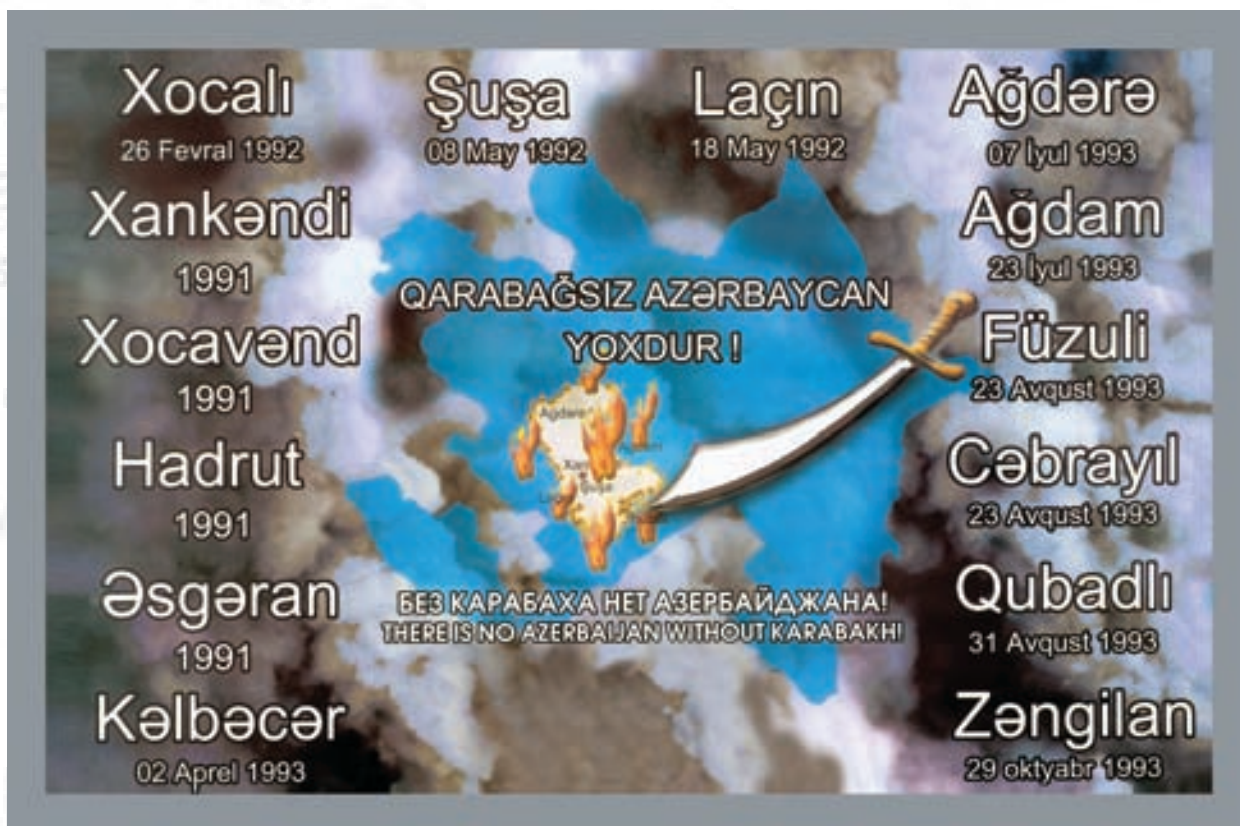 Xocalı
26 Fevral 1992
Şuşa
08 May 1992
Laçın
18 May 1992
Ağdərə
07 İyul 1993
Xankəndi
1991
Ağdam
23 İyul 1993
QARABAĞSIZ AZƏRBAYCAN
YOXDUR !
Xocavənd
1991
Füzuli
23 Avqust 1993
Ağdərə
Hadrut
1991
Cəbrayıl
23 Avqust 1993
Əsgəran
1991
БЕЗ КАРАБАХА НЕТ АЗЕРБАЙДЖАНА!
THERE IS NO AZERBAIJAN WITHOUT KARABAKH!
Qubadlı
31 Avqust 1993
Kəlbəcər
02 Aprel 1993
Zəngilan
29 oktyabr 1993